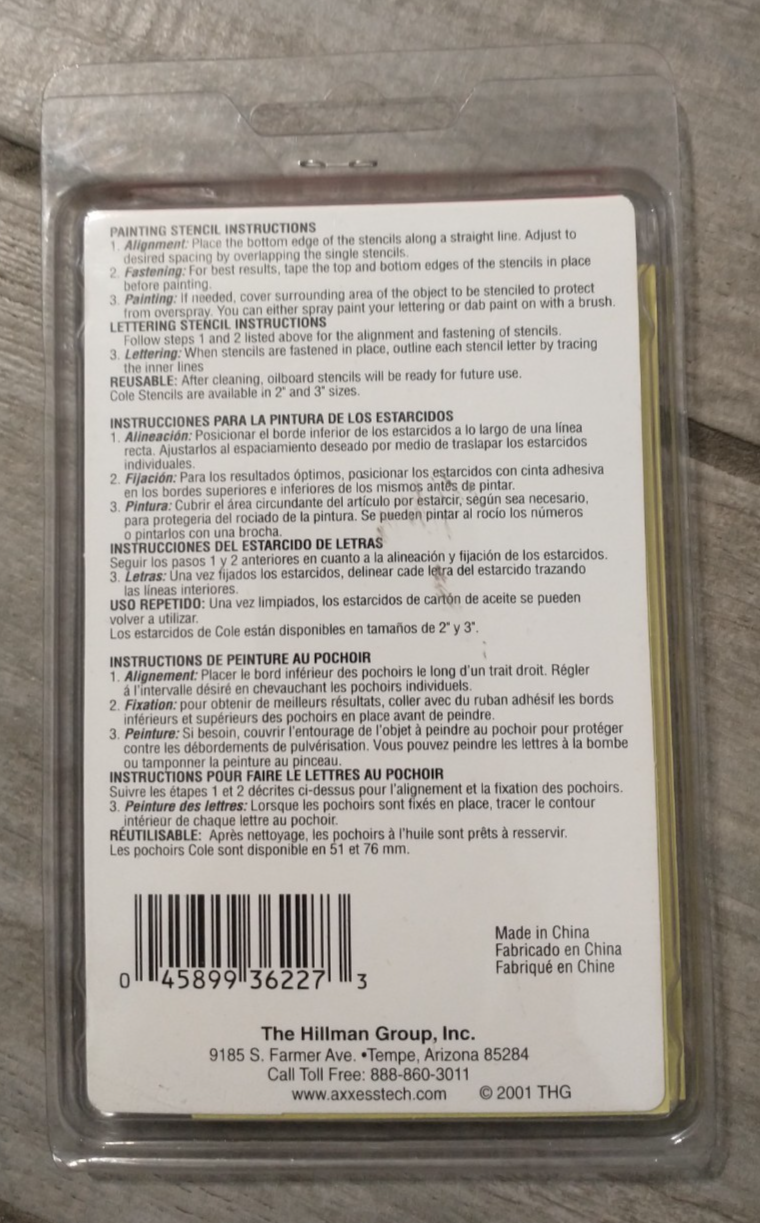 PAINTING STENCIL INSTRUCTIONS
1. Alignment: Place the bottom edge of the stencils along a straight line. Adjust to
desired spacing by overlapping the single stencils.
2. Fastening: For best results, tape the top and bottom edges of the stencils in place
before painting.
3. Painting: If needed, cover surrounding area of the object to be stenciled to protect
from overspray. You can either spray paint your lettering or dab paint on with a brush.
LETTERING STENCIL INSTRUCTIONS
Follow steps 1 and 2 listed above for the alignment and fastening of stencils.
3. Lettering: When stencils are fastened in place, outline each stencil letter by tracing
the inner lines
REUSABLE: After cleaning, oilboard stencils will be ready for future use.
Cole Stencils are available in 2" and 3" sizes.
INSTRUCCIONES PARA LA PINTURA DE LOS ESTARCIDOS
1. Alineación: Posicionar el borde inferior de los estarcidos a lo largo de una línea
recta. Ajustarlos al espaciamiento deseado por medio de traslapar los estarcidos
individuales.
2. Fijación: Para los resultados óptimos, posicionar los estarcidos con cinta adhesiva
en los bordes superiores e inferiores de los mismos antes de pintar.
3. Pintura: Cubrir el área circundante del artículo por estarcir, según sea necesario,
para protegeria del rociado de la pintura. Se pueden pintar al rocío los números
o pintarlos con una brocha.
INSTRUCCIONES DEL ESTARCIDO DE LETRAS
Seguir los pasos 1 y 2 anteriores en cuanto a la alineación y fijación de los estarcidos.
3. Letras: Una vez fijados los estarcidos, delinear cade letra del estarcido trazando
las líneas interiores.
USO REPETIDO: Una vez limpiados, los estarcidos de cartón de aceite se pueden
volver a utilizar.
Los estarcidos de Cole están disponibles en tamaños de 2" y 3".
INSTRUCTIONS DE PEINTURE AU POCHOIR
1. Alignement: Placer le bord inférieur des pochoirs le long d'un trait droit. Régler
á l'intervalle désiré en chevauchant les pochoirs individuels.
2. Fixation: pour obtenir de meilleurs résultats, coller avec du ruban adhésif les bords
inférieurs et supérieurs des pochoirs en place avant de peindre.
3. Peinture: Si besoin, couvrir l'entourage de l'objet à peindre au pochoir pour protéger
contre les débordements de pulvérisation. Vous pouvez peindre les lettres à la bombe
ou tamponner la peinture au pinceau.
INSTRUCTIONS POUR FAIRE LE LETTRES AU POCHOIR
Suivre les étapes 1 et 2 décrites ci-dessus pour l'alignement et la fixation des pochoirs.
3. Peinture des lettres: Lorsque les pochoirs sont fixés en place, tracer le contour
intérieur de chaque lettre au pochoir.
RÉUTILISABLE: Après nettoyage, les pochoirs à l'huile sont prêts à resservir.
Les pochoirs Cole sont disponible en 51 et 76 mm.
0 45899 36227 3
Made in China
Fabricado en China
Fabriqué en Chine
The Hillman Group, Inc.
9185 S. Farmer Ave. •Tempe, Arizona 85284
Call Toll Free: 888-860-3011
www.axxesstech.com © 2001 THG